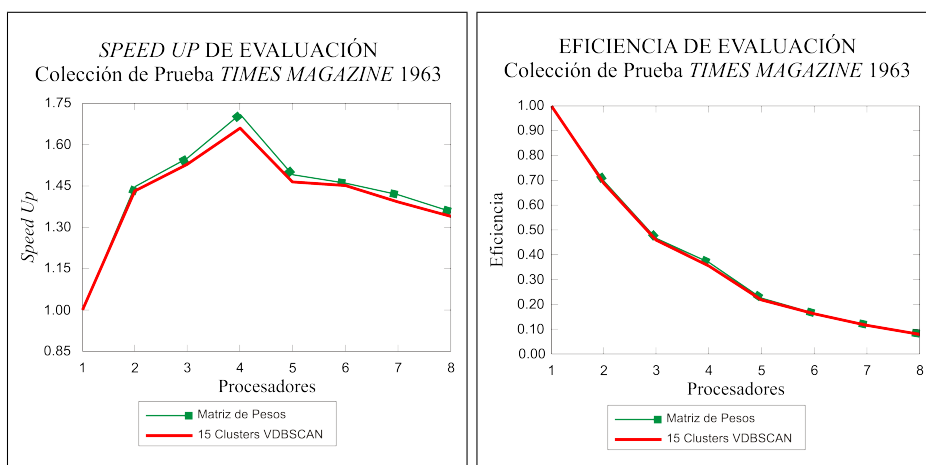 SPEED UP DE EVALUACIÓN
Colección de Prueba TIMES MAGAZINE 1963
1.75
1.60
1.45
1.30
1.15
1.00
0.85
Speed Up
1 2 3 4 5 6 7 8
Procesadores
Matriz de Pesos
15 Clusters VDBSCAN
EFICIENCIA DE EVALUACIÓN
Colección de Prueba TIMES MAGAZINE 1963
1.00
0.90
0.80
0.70
0.60
0.50
0.40
0.30
0.20
0.10
0.00
Eficiencia
1 2 3 4 5 6 7 8
Procesadores
Matriz de Pesos
15 Clusters VDBSCAN